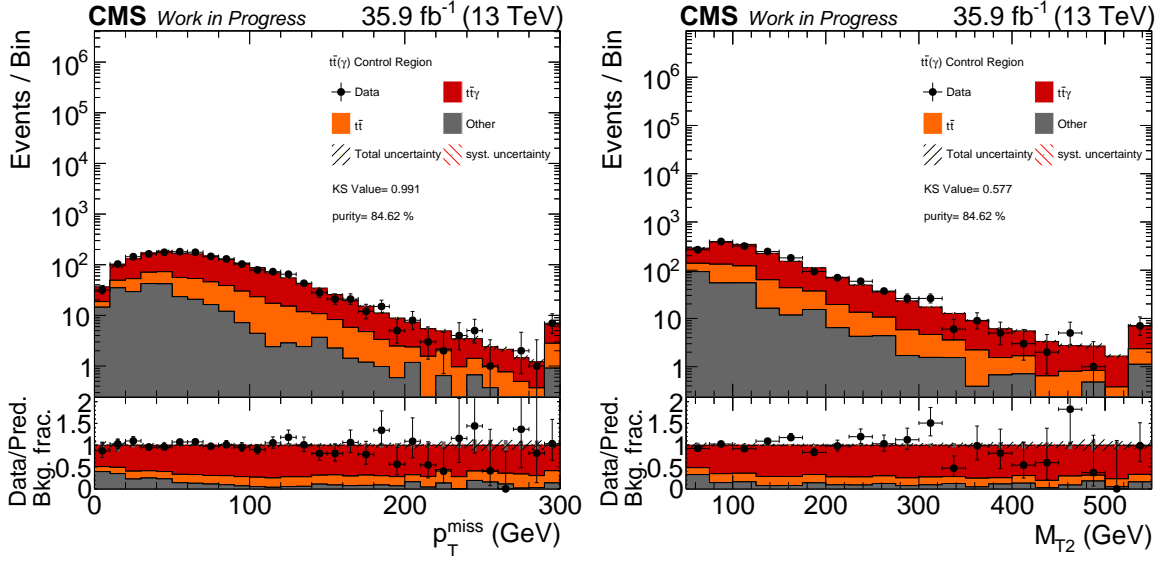 CMS Work in Progress 35.9 fb⁻¹ (13 TeV)
Events / Bin
10⁶
10⁵
10⁴
10³
10²
10
1
tt̄(γ) Control Region
Data
tt̄γ
tt̄
Other
Total uncertainty
syst. uncertainty
KS Value= 0.991
purity= 84.62 %
Data/Pred.
Bkg. frac.
2
1.5
1
0.5
0
0 100 200 300
p_T^miss (GeV)
CMS Work in Progress 35.9 fb⁻¹ (13 TeV)
Events / Bin
10⁶
10⁵
10⁴
10³
10²
10
1
tt̄(γ) Control Region
Data
tt̄γ
tt̄
Other
Total uncertainty
syst. uncertainty
KS Value= 0.577
purity= 84.62 %
Data/Pred.
Bkg. frac.
2
1.5
1
0.5
0
100 200 300 400 500
M_T2 (GeV)